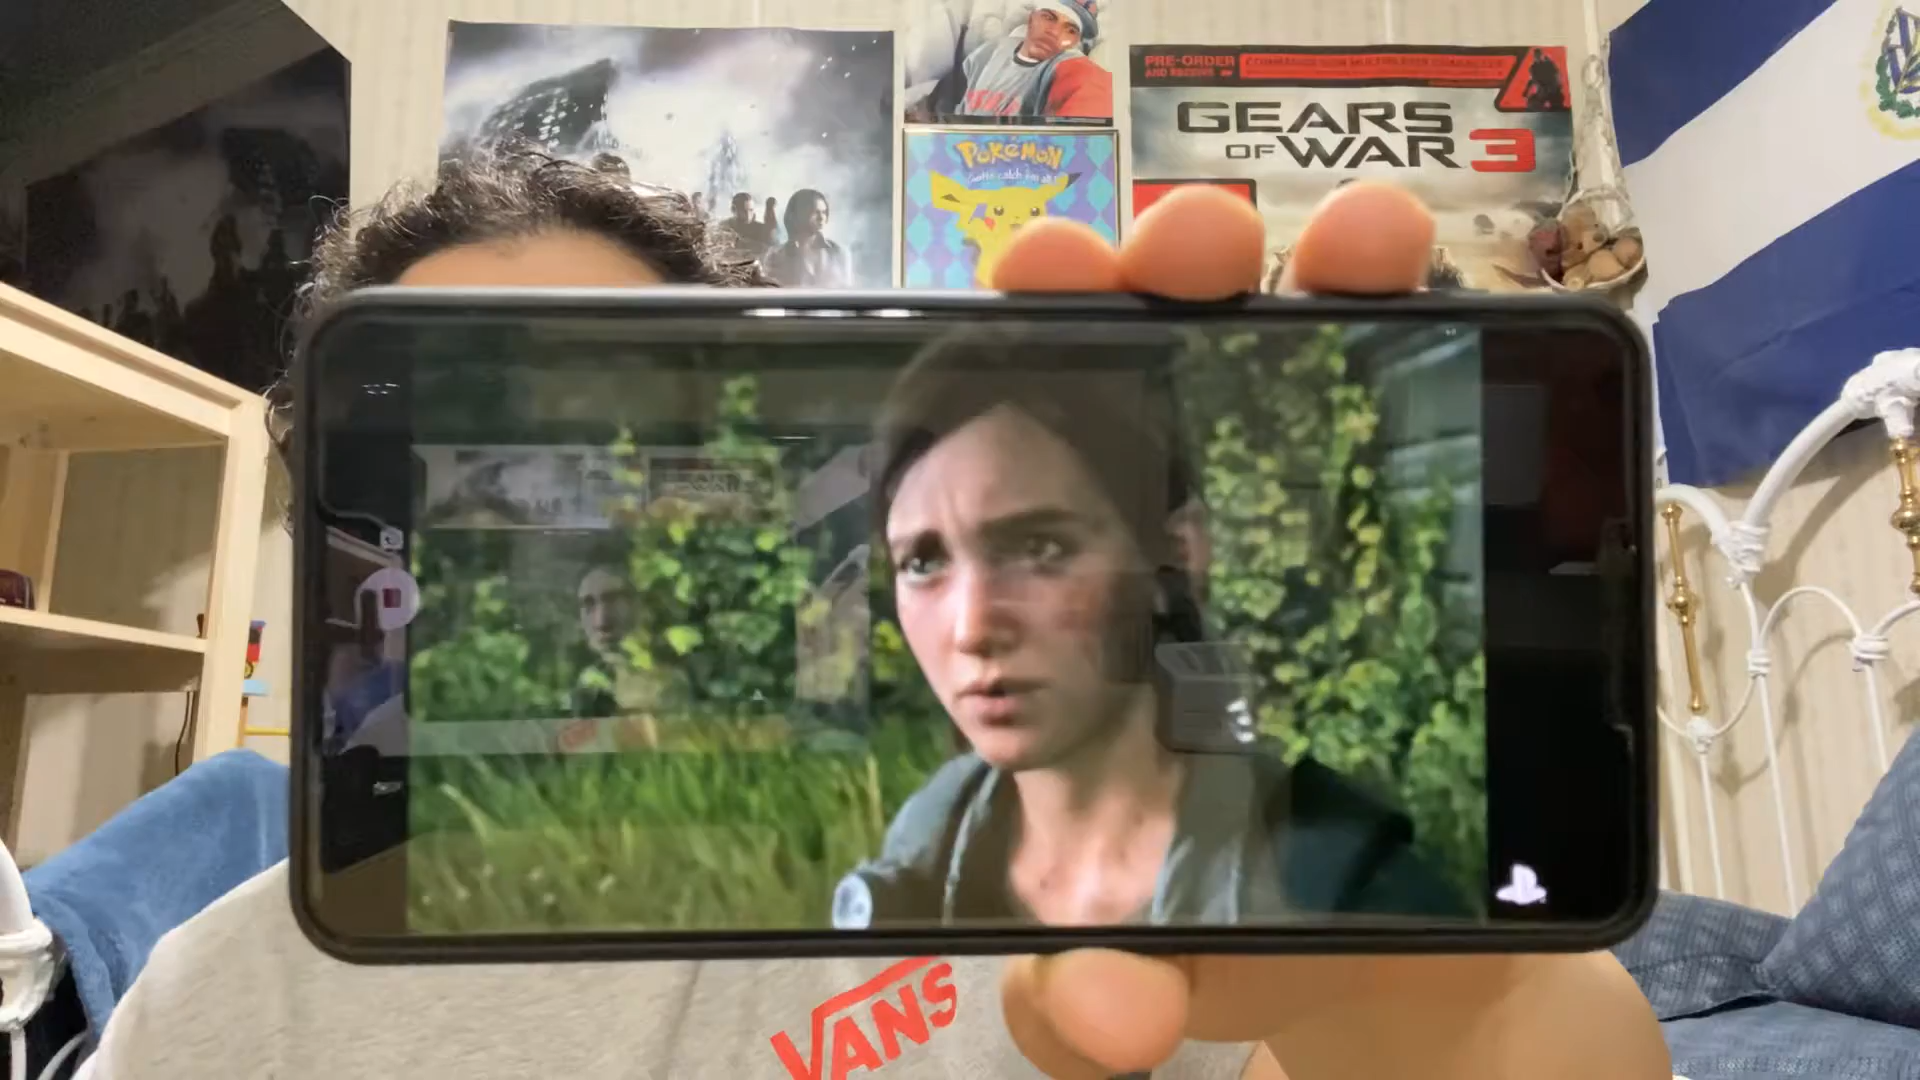 PRE-ORDER
AND RECEIVE
GEARS
OF WAR 3
POKéMON
Gotta catch 'em all!
VANS